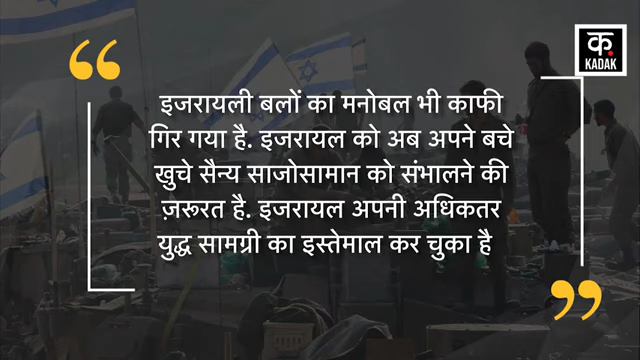 क
KADAK
इजरायली बलों का मनोबल भी काफी
गिर गया है. इजरायल को अब अपने बचे
खुचे सैन्य साजोसामान को संभालने की
ज़रूरत है. इजरायल अपनी अधिकतर
युद्ध सामग्री का इस्तेमाल कर चुका है